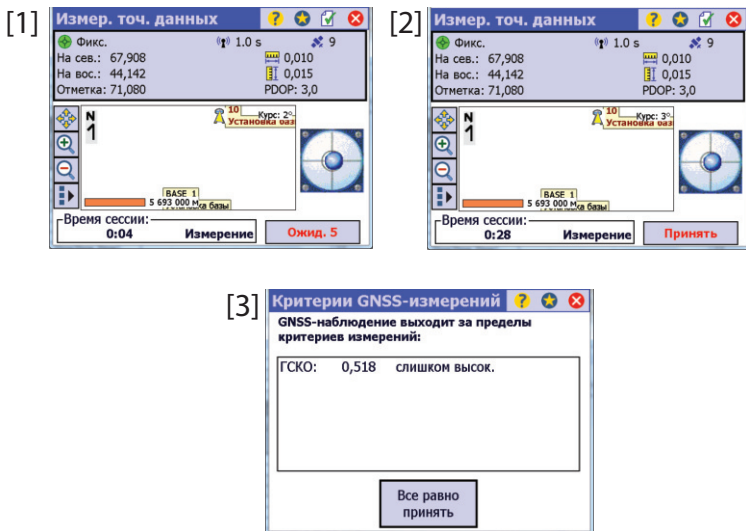 [1]
Измер. точ. данных
Фикс. 1.0 s 9
На сев.: 67,908 0,010
На вос.: 44,142 0,015
Отметка: 71,080 PDOP: 3,0
N
1
10 Курс: 2°
Установка баз
BASE 1
5 693 000 м ка базы
Время сессии:
0:04 Измерение Ожид. 5
[2]
Измер. точ. данных
Фикс. 1.0 s 9
На сев.: 67,908 0,010
На вос.: 44,142 0,015
Отметка: 71,080 PDOP: 3,0
N
1
10 Курс: 3°
Установка баз
BASE 1
5 693 000 м ка базы
Время сессии:
0:28 Измерение Принять
[3]
Критерии GNSS-измерений
GNSS-наблюдение выходит за пределы
критериев измерений:
ГСКО: 0,518 слишком высок.
Все равно
принять